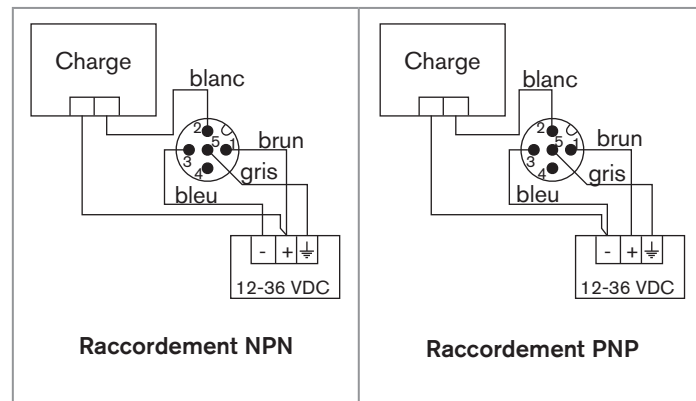 Charge
blanc
2
5
1
brun
3
gris
4
bleu
- +
12-36 VDC
Raccordement NPN
Charge
blanc
2
5
1
brun
3
gris
4
bleu
- +
12-36 VDC
Raccordement PNP